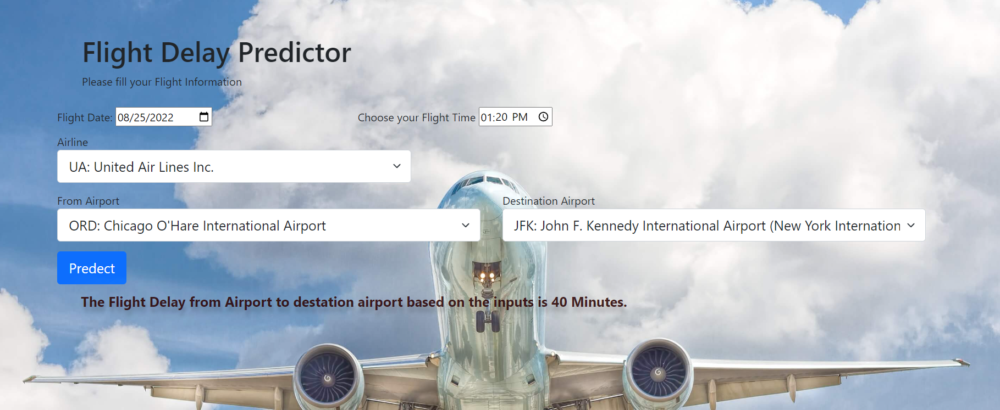 Flight Delay Predictor
Please fill your Flight Information
Flight Date: 08/25/2022 Choose your Flight Time 01:20 PM
Airline
UA: United Air Lines Inc.
From Airport Destination Airport
ORD: Chicago O'Hare International Airport JFK: John F. Kennedy International Airport (New York Internation
Predect
The Flight Delay from Airport to destation airport based on the inputs is 40 Minutes.